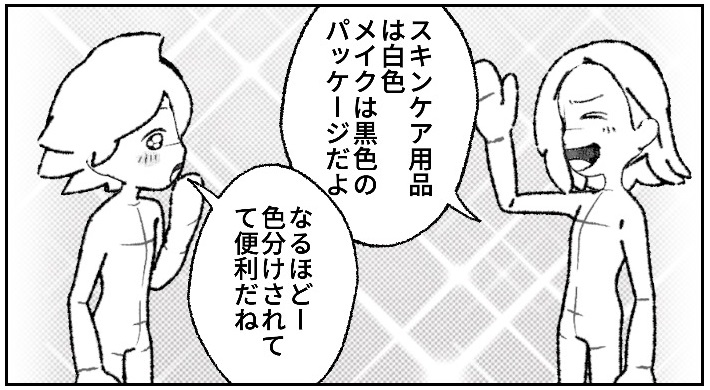 スキンケア用品
は白色
メイクは黒色の
パッケージだよ
なるほどー
色分けされて
て便利だね